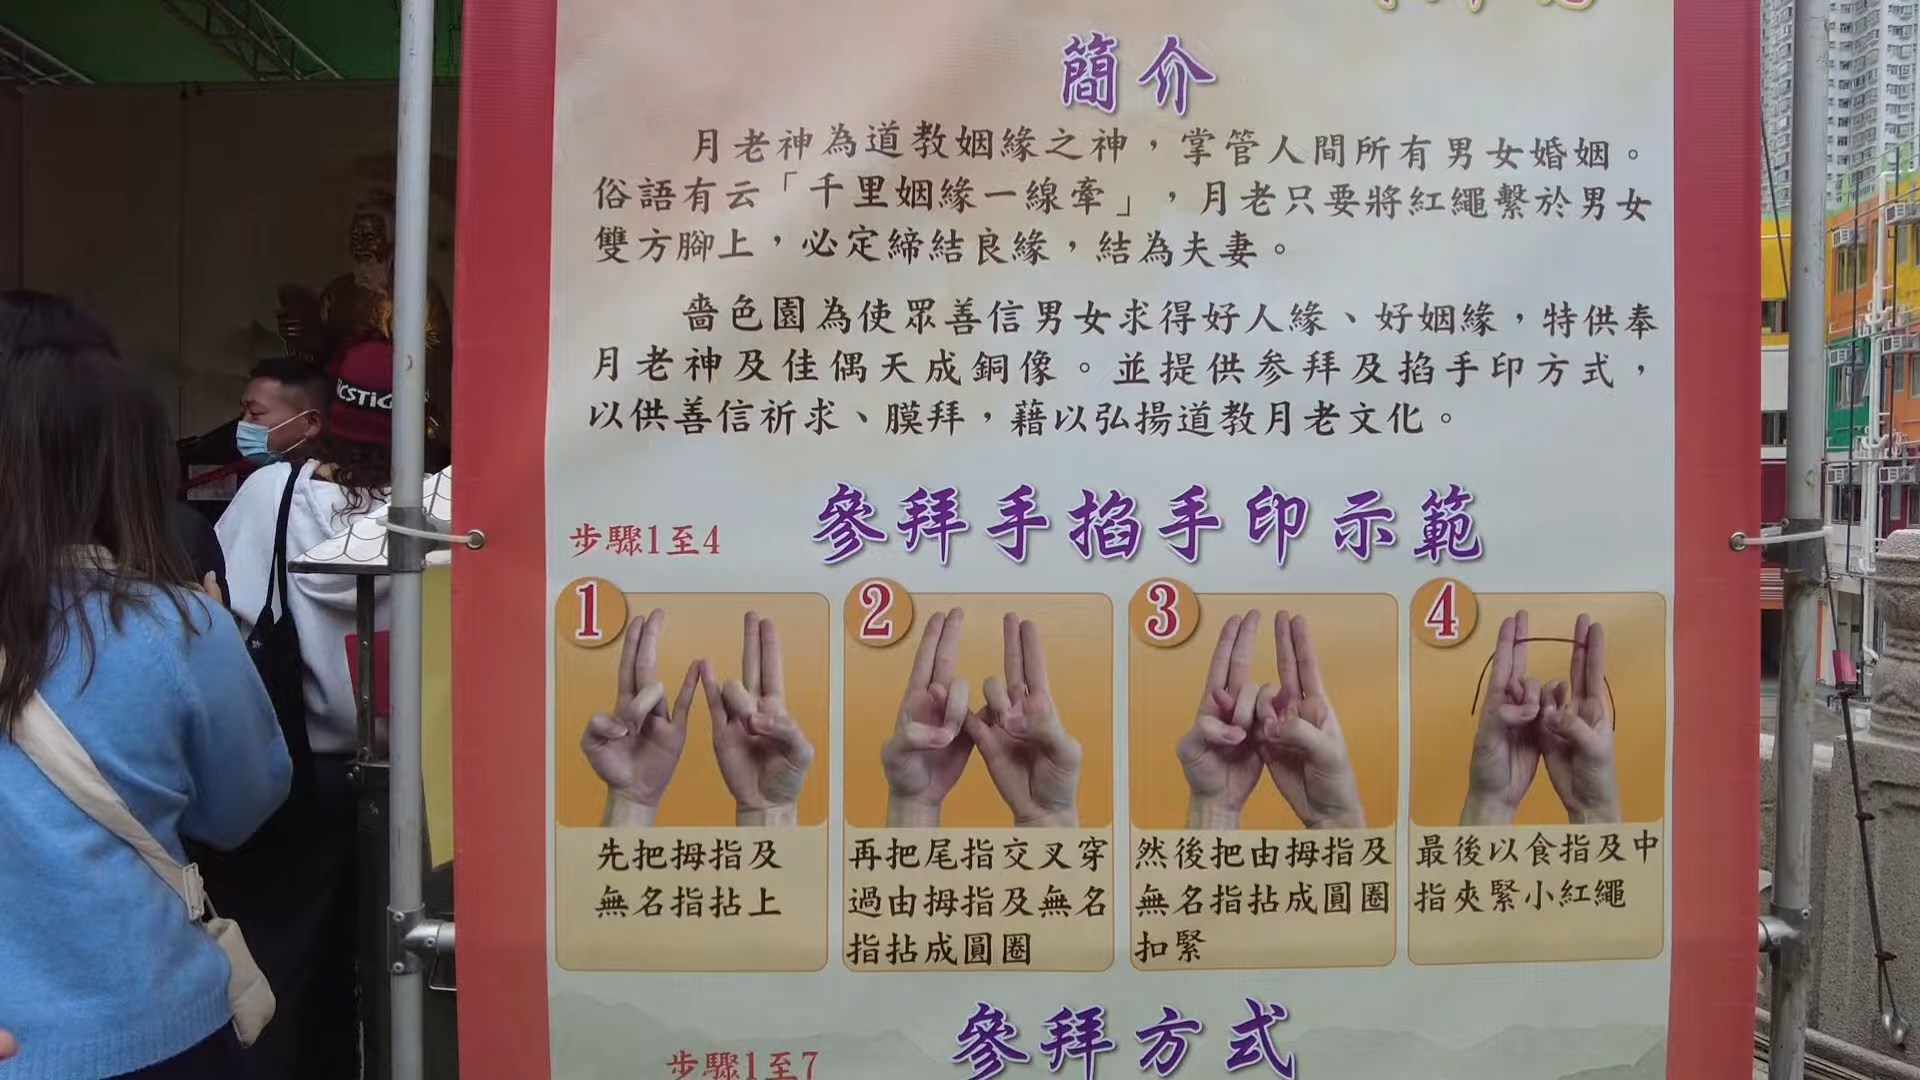 簡介
月老神為道教姻緣之神，掌管人間所有男女婚姻。
俗語有云「千里姻緣一線牽」，月老只要將紅繩繫於男女
雙方腳上，必定締結良緣，結為夫妻。
嗇色園為使眾善信男女求得好人緣、好姻緣，特供奉
月老神及佳偶天成銅像。並提供參拜及掐手印方式，
以供善信祈求、膜拜，藉以弘揚道教月老文化。
步驟1至4
參拜手掐手印示範
1
2
3
4
先把拇指及
無名指拈上
再把尾指交叉穿
過由拇指及無名
指拈成圓圈
然後把由拇指及
無名指拈成圓圈
扣緊
最後以食指及中
指夾緊小紅繩
步驟1至7
參拜方式